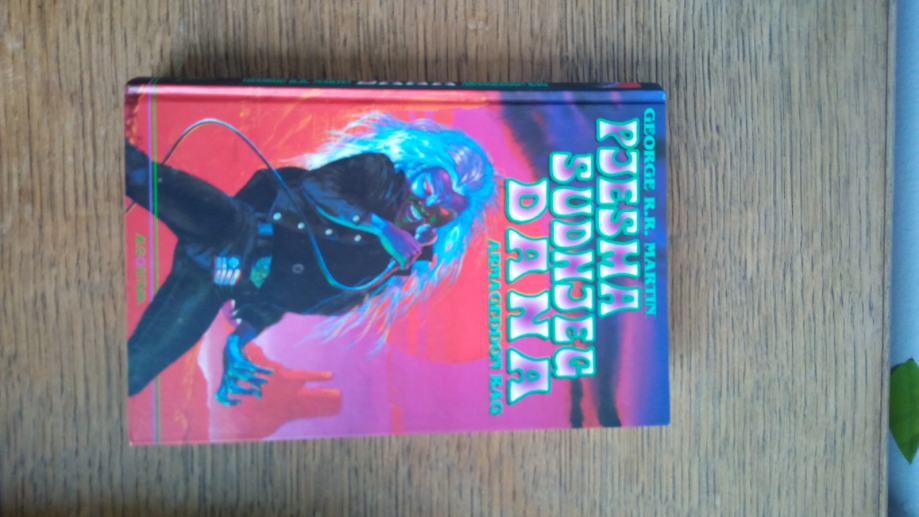 GEORGE R.R. MARTIN
PJESMA
SUDNJEG
DANA
ARMAGEDDON RAG